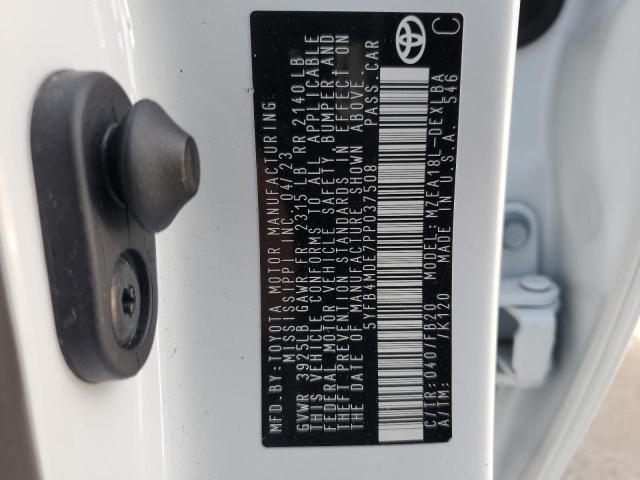 MFD.BY: TOYOTA MOTOR MANUFACTURING
MISSISSIPPI INC. 04/23
GVWR 3925LB GAWR FR 2315 LB RR 2140LB
THIS VEHICLE CONFORMS TO ALL APPLICABLE
FEDERAL MOTOR VEHICLE SAFETY BUMPER, AND
THEFT PREVENTION STANDARDS IN EFFECT ON
THE DATE OF MANUFACTURE SHOWN ABOVE.
5YFB4MDE7PP037508 PASS.CAR
C
C/TR: 040 /FB20 MODEL: MZEA18L-DEXLBA
A/TM: /K120 MADE IN U.S.A. 546